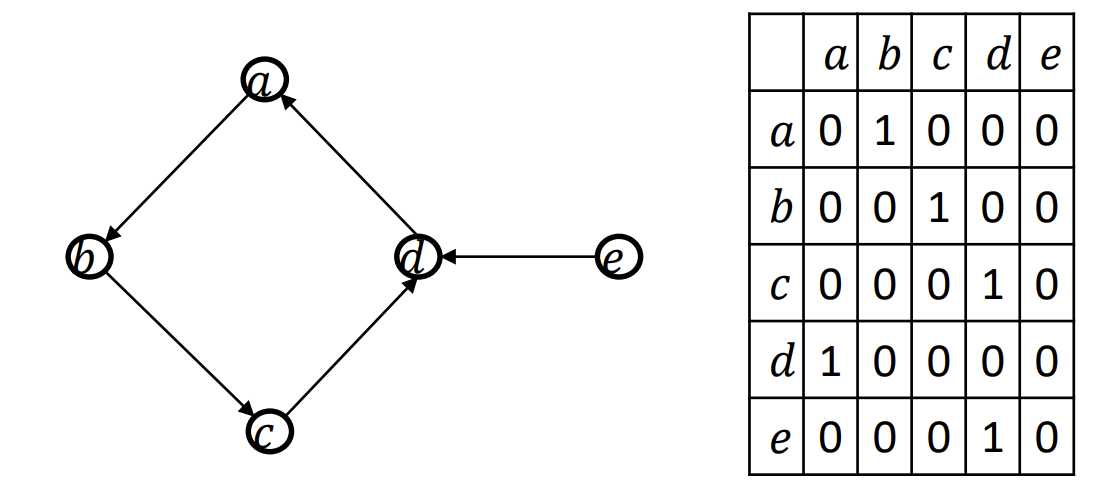 a
b
d
e
c
a b c d e
a 0 1 0 0 0
b 0 0 1 0 0
c 0 0 0 1 0
d 1 0 0 0 0
e 0 0 0 1 0